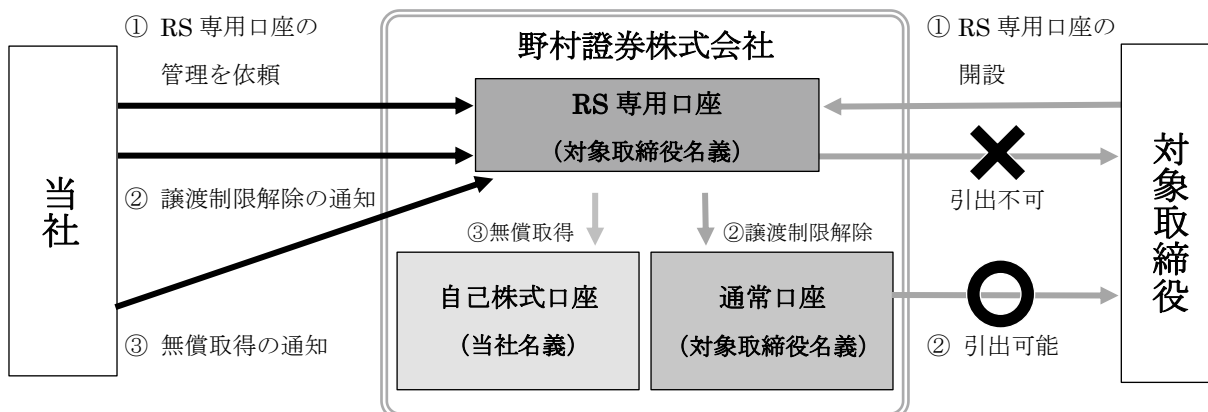 ① RS 専用口座の
管理を依頼
当社
② 譲渡制限解除の通知
③ 無償取得の通知
野村證券株式会社
RS 専用口座
(対象取締役名義)
③無償取得
②譲渡制限解除
自己株式口座
(当社名義)
通常口座
(対象取締役名義)
① RS 専用口座の
開設
引出不可
② 引出可能
対象取締役